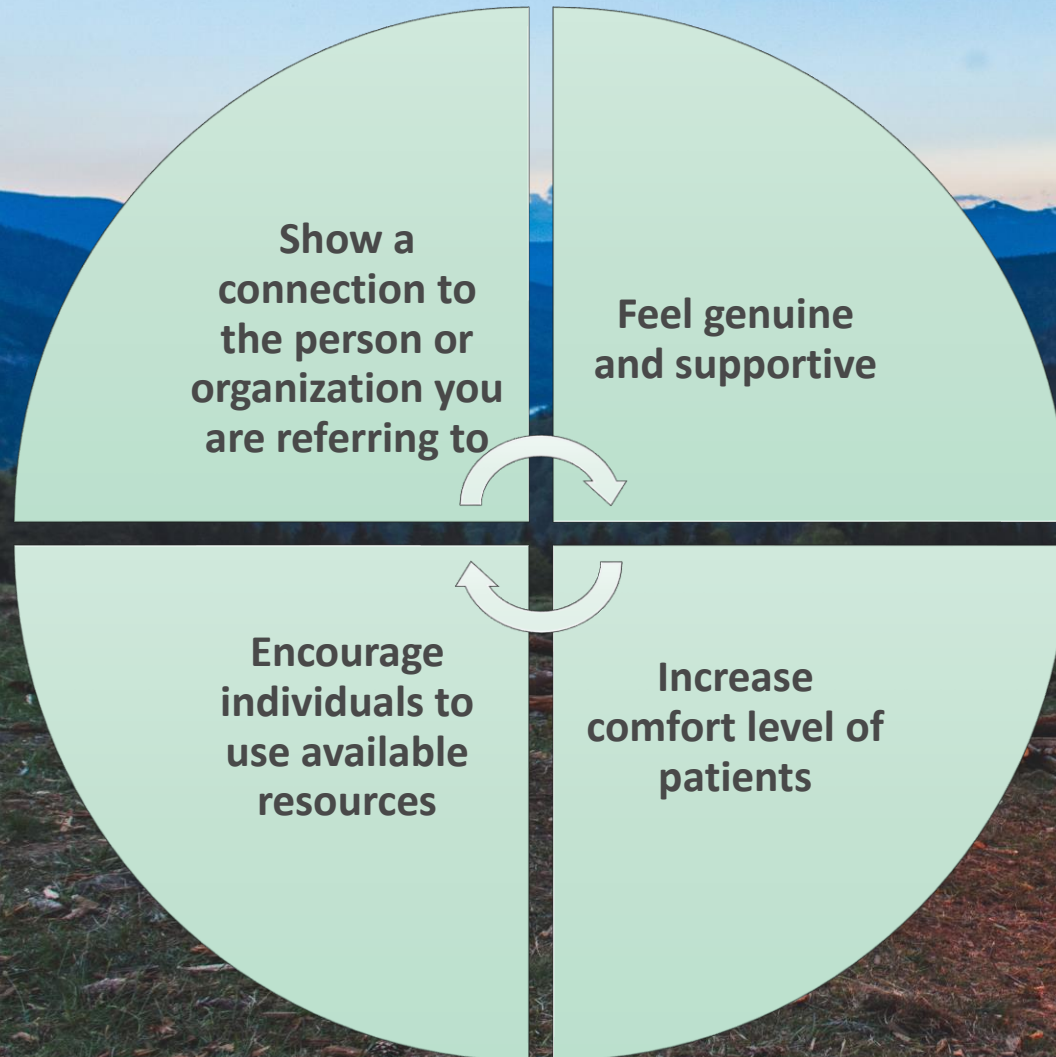 Show a
connection to
the person or
organization you
are referring to
Feel genuine
and supportive
Encourage
individuals to
use available
resources
Increase
comfort level of
patients